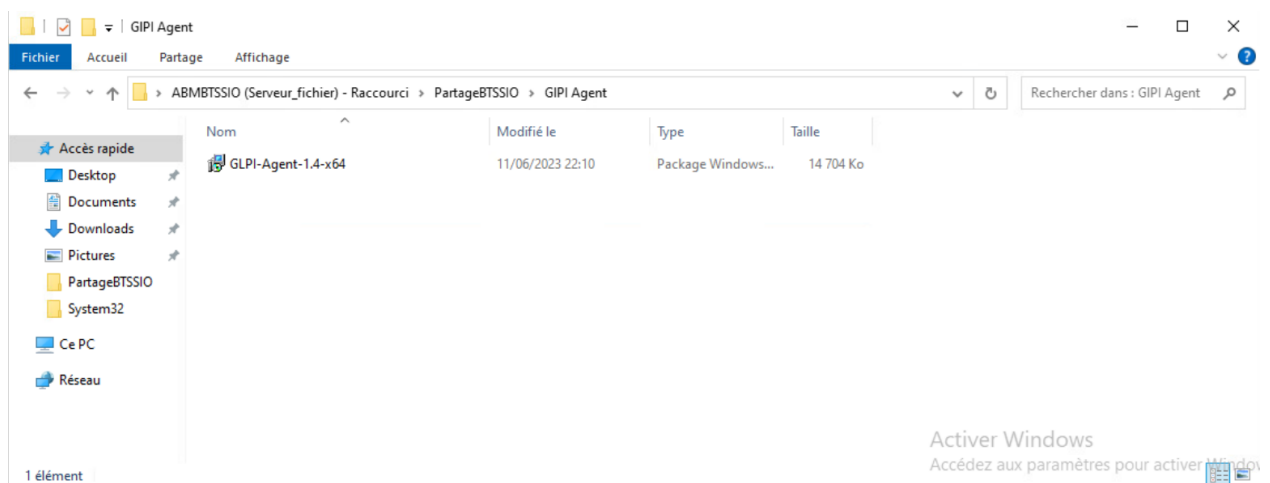 GIPI Agent
Fichier Accueil Partage Affichage
ABMBTSSIO (Serveur_fichier) - Raccourci > PartageBTSSIO > GIPI Agent Rechercher dans : GIPI Agent
Nom Modifié le Type Taille
Accès rapide
GLPI-Agent-1.4-x64 11/06/2023 22:10 Package Windows... 14 704 Ko
Desktop
Documents
Downloads
Pictures
PartageBTSSIO
System32
Ce PC
Réseau
Activer Windows
Accédez aux paramètres pour activer Windows
1 élément